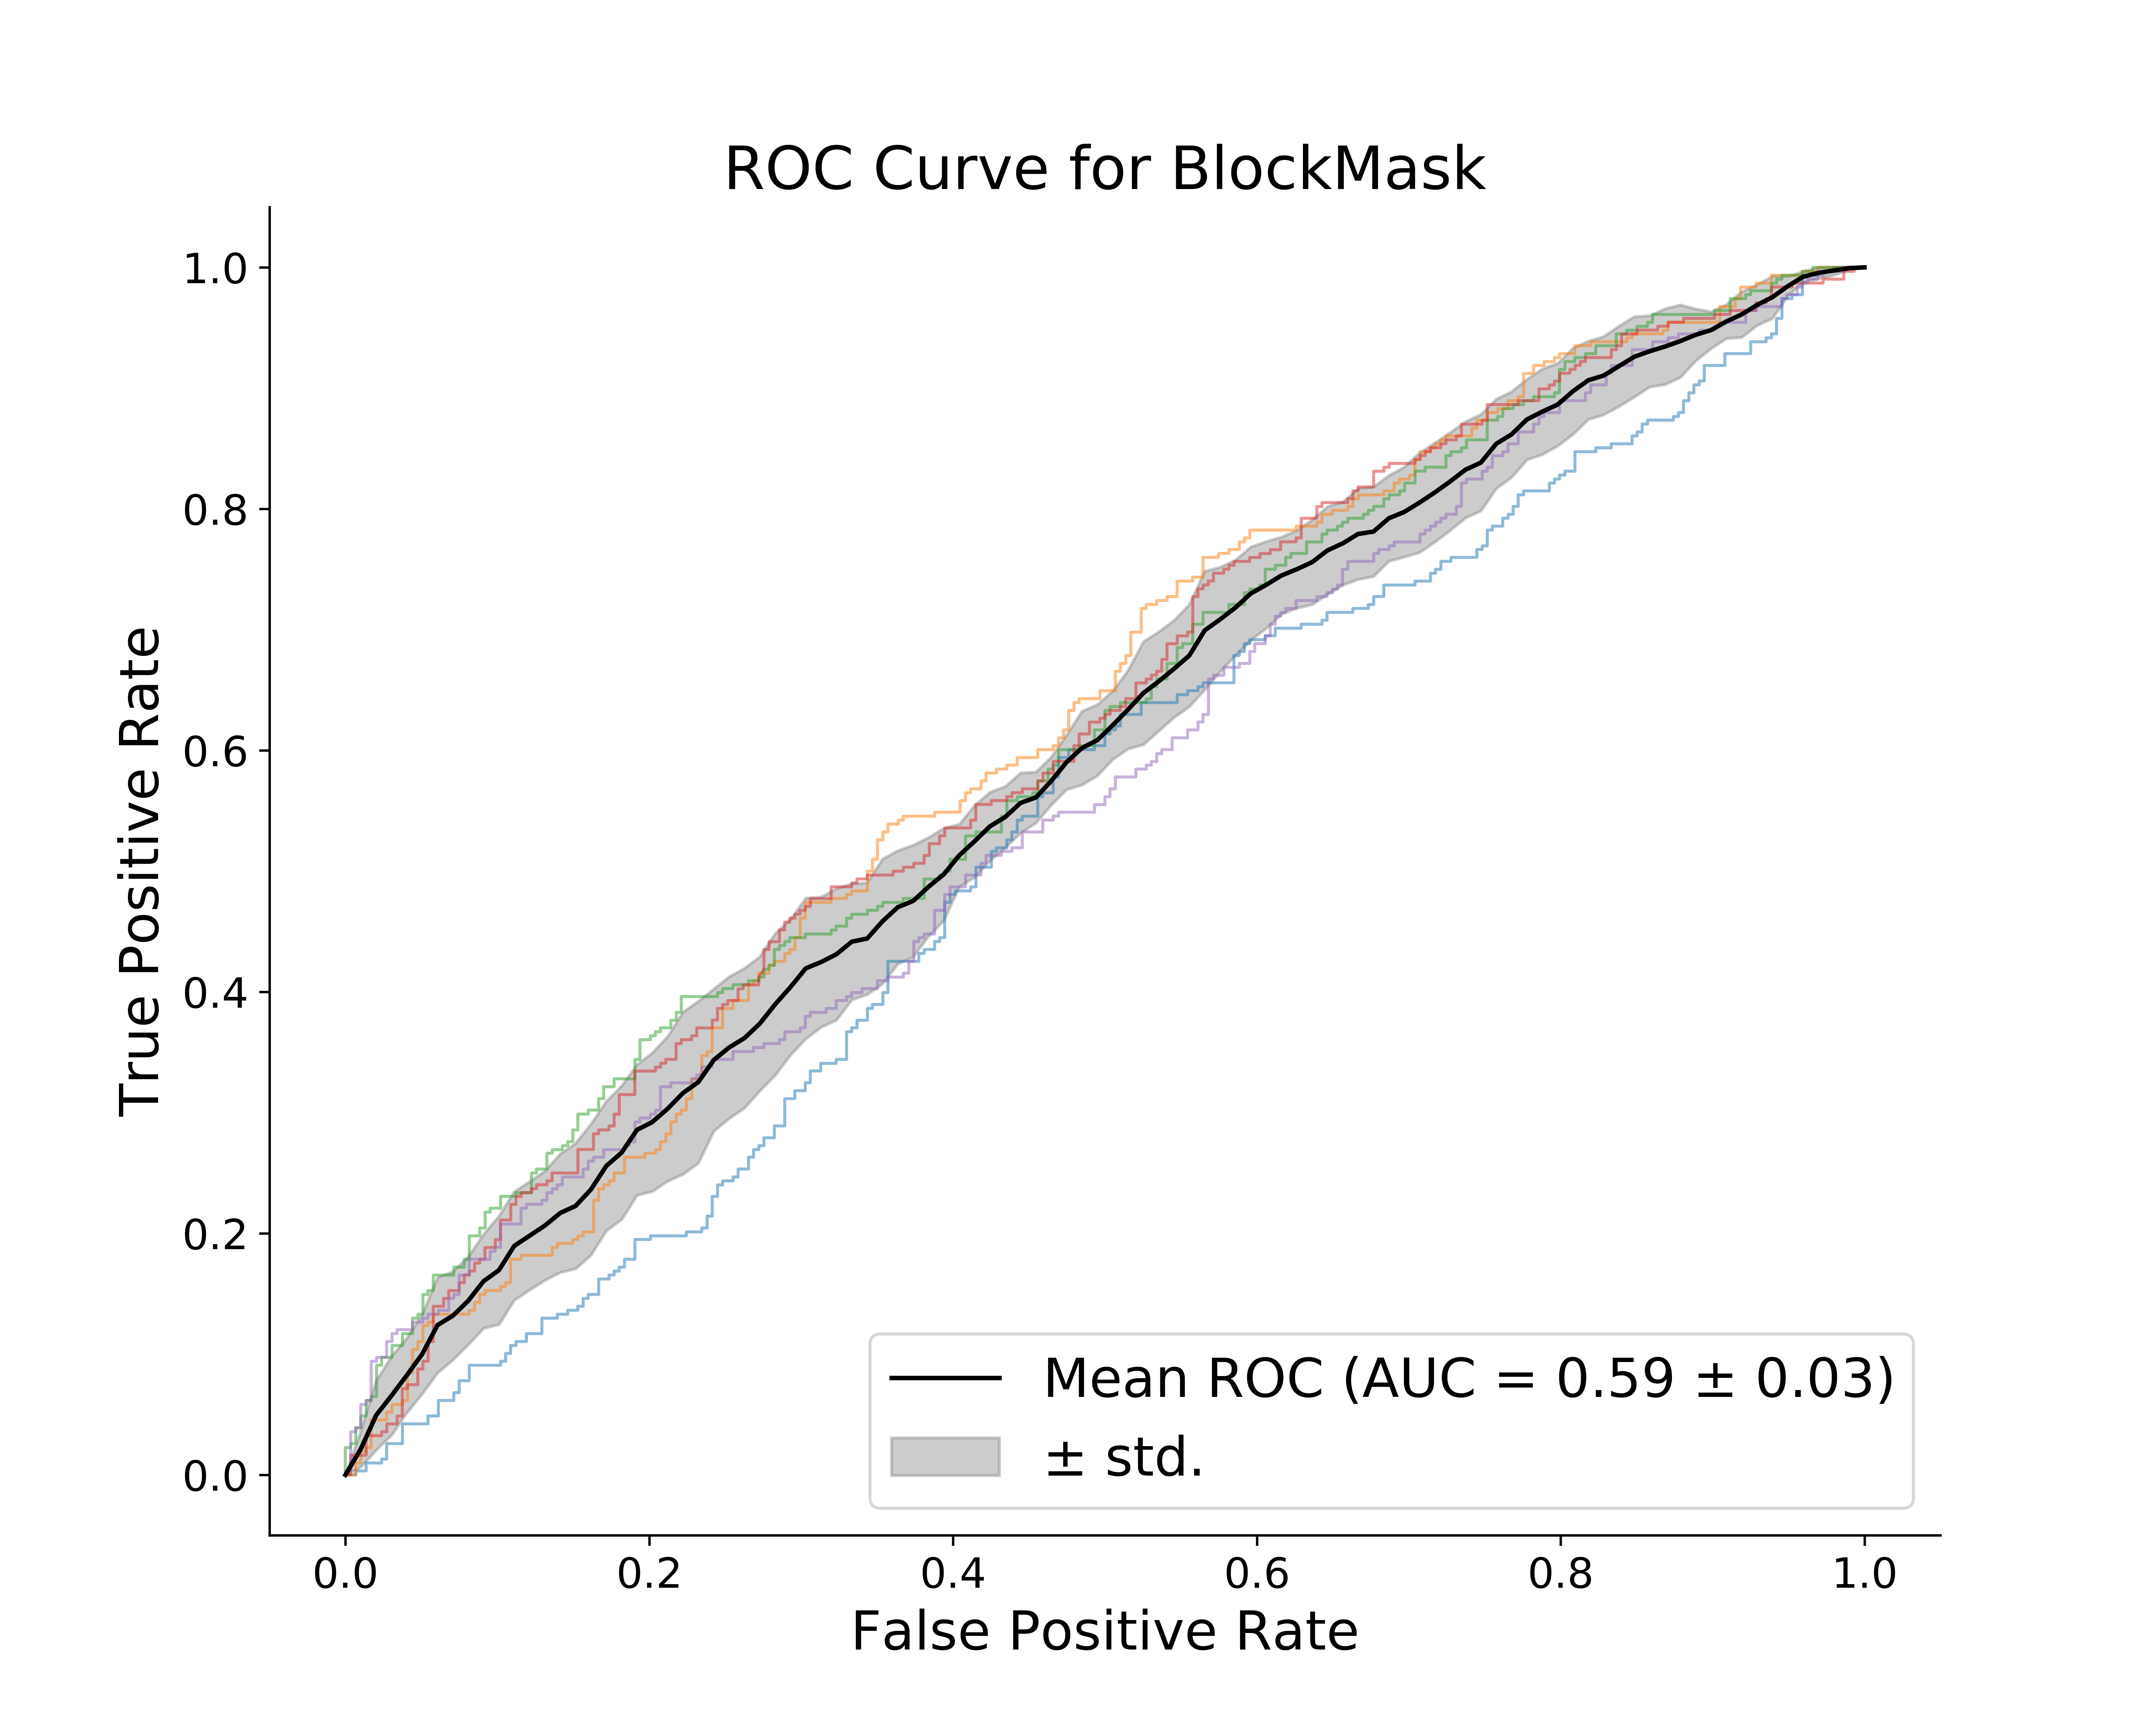 ROC Curve for BlockMask
True Positive Rate
1.0
0.8
0.6
0.4
0.2
0.0
Mean ROC (AUC = 0.59 ± 0.03)
± std.
0.0 0.2 0.4 0.6 0.8 1.0
False Positive Rate